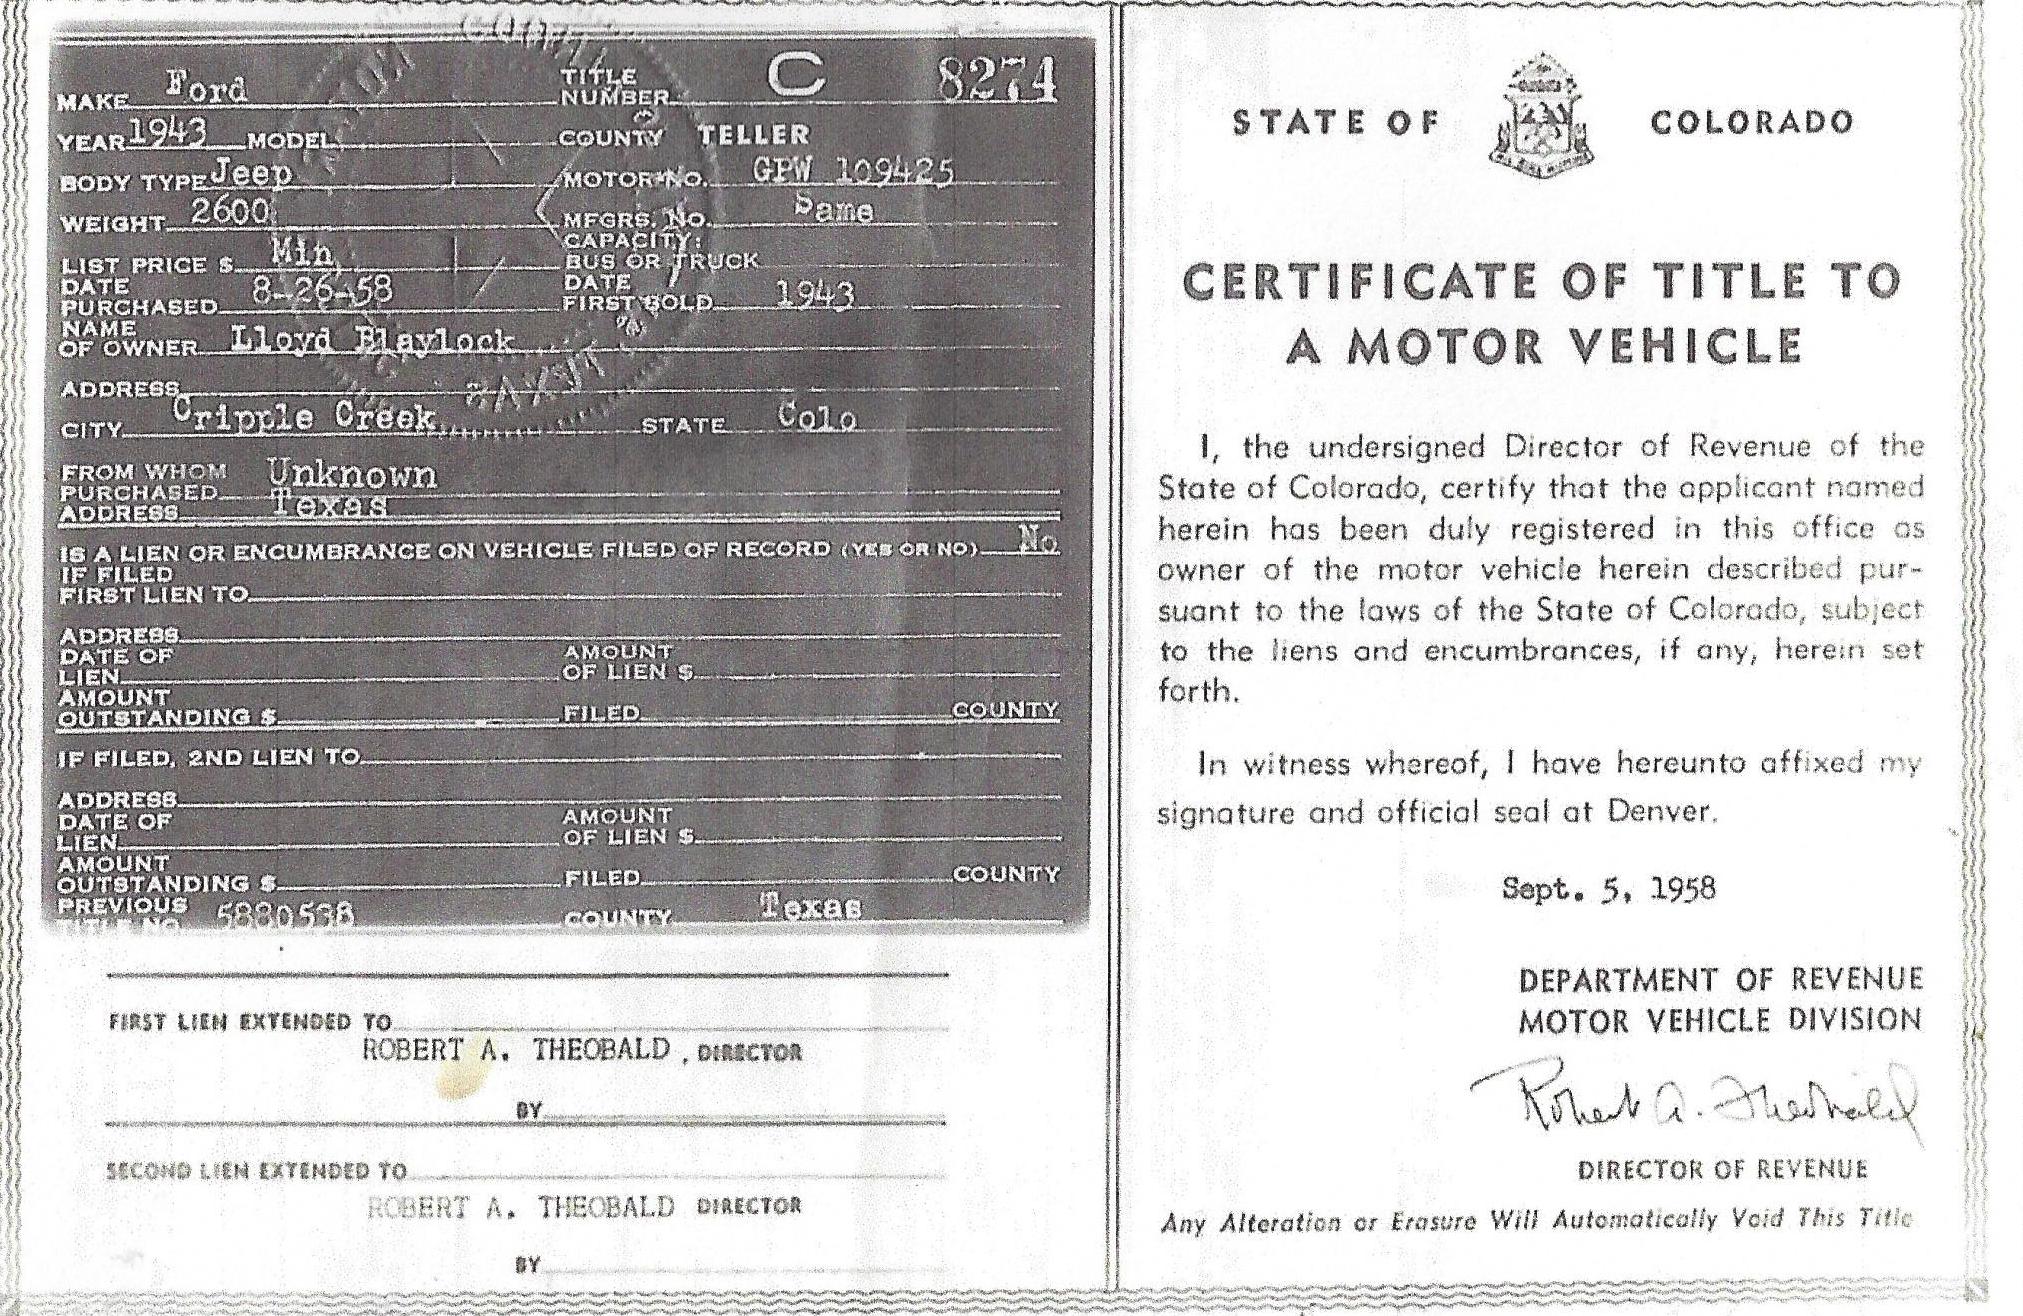 MAKE Ford TITLE NUMBER C 8274
YEAR 1943 MODEL COUNTY TELLER
BODY TYPE Jeep MOTOR NO. GPW 109425
WEIGHT 2600 MFGRS. NO. Same
CAPACITY:
LIST PRICE $ Min. BUS OR TRUCK
DATE PURCHASED 8-26-58 DATE FIRST SOLD 1943
NAME OF OWNER Lloyd Blaylock
ADDRESS
CITY Cripple Creek STATE Colo
FROM WHOM PURCHASED Unknown
ADDRESS Texas
IS A LIEN OR ENCUMBRANCE ON VEHICLE FILED OF RECORD (YES OR NO) No
IF FILED
FIRST LIEN TO
ADDRESS
DATE OF LIEN AMOUNT OF LIEN $
AMOUNT OUTSTANDING $ FILED COUNTY
IF FILED, 2ND LIEN TO
ADDRESS
DATE OF LIEN AMOUNT OF LIEN $
AMOUNT OUTSTANDING $ FILED COUNTY
PREVIOUS TITLE NO. 5880538 COUNTY Texas
FIRST LIEN EXTENDED TO
ROBERT A. THEOBALD, DIRECTOR
BY
SECOND LIEN EXTENDED TO
ROBERT A. THEOBALD DIRECTOR
BY
STATE OF COLORADO
CERTIFICATE OF TITLE TO
A MOTOR VEHICLE
I, the undersigned Director of Revenue of the
State of Colorado, certify that the applicant named
herein has been duly registered in this office as
owner of the motor vehicle herein described pur-
suant to the laws of the State of Colorado, subject
to the liens and encumbrances, if any, herein set
forth.
In witness whereof, I have hereunto affixed my
signature and official seal at Denver.
Sept. 5, 1958
DEPARTMENT OF REVENUE
MOTOR VEHICLE DIVISION
Robert A. Theobald
DIRECTOR OF REVENUE
Any Alteration or Erasure Will Automatically Void This Title